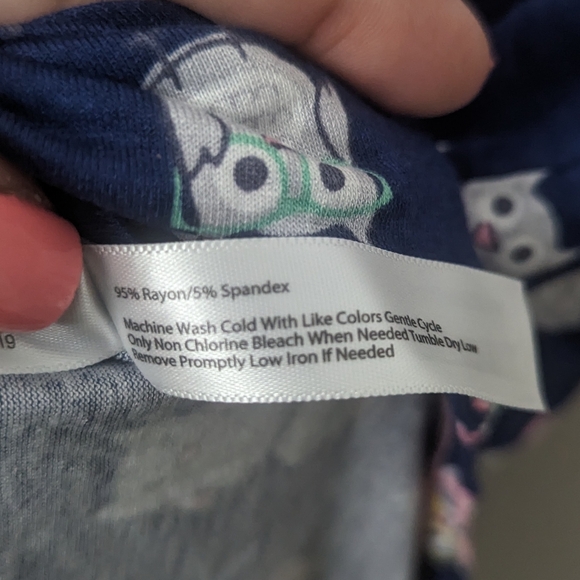 95% Rayon/5% Spandex
Machine Wash Cold With Like Colors Gentle Cycle
Only Non Chlorine Bleach When Needed Tumble Dry Low
Remove Promptly Low Iron If Needed
19